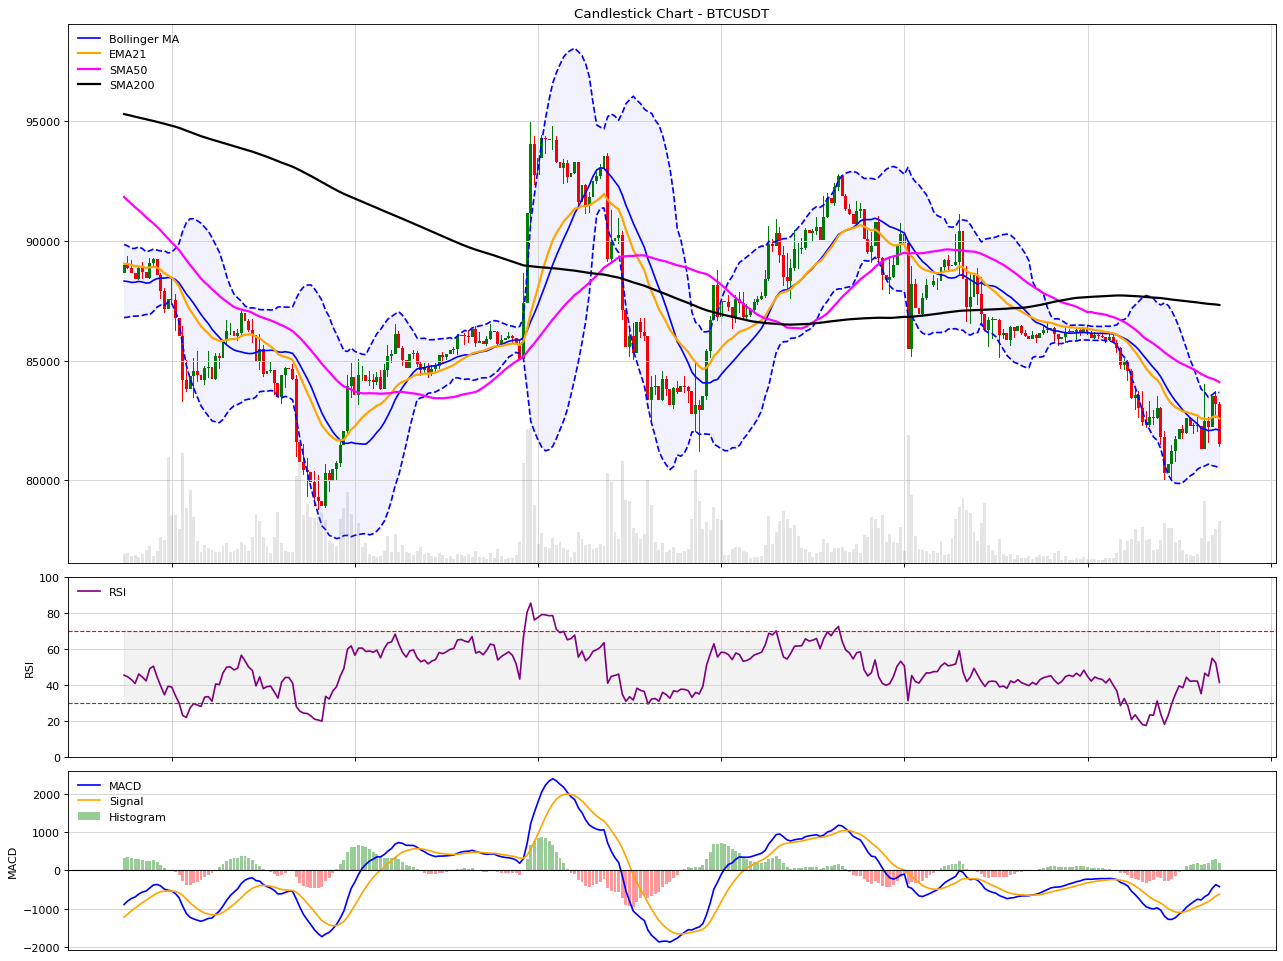 Candlestick Chart - BTCUSDT
Bollinger MA
EMA21
SMA50
SMA200
95000
90000
85000
80000
RSI
100
80
60
40
20
0
RSI
MACD
Signal
Histogram
2000
1000
0
−1000
−2000
MACD